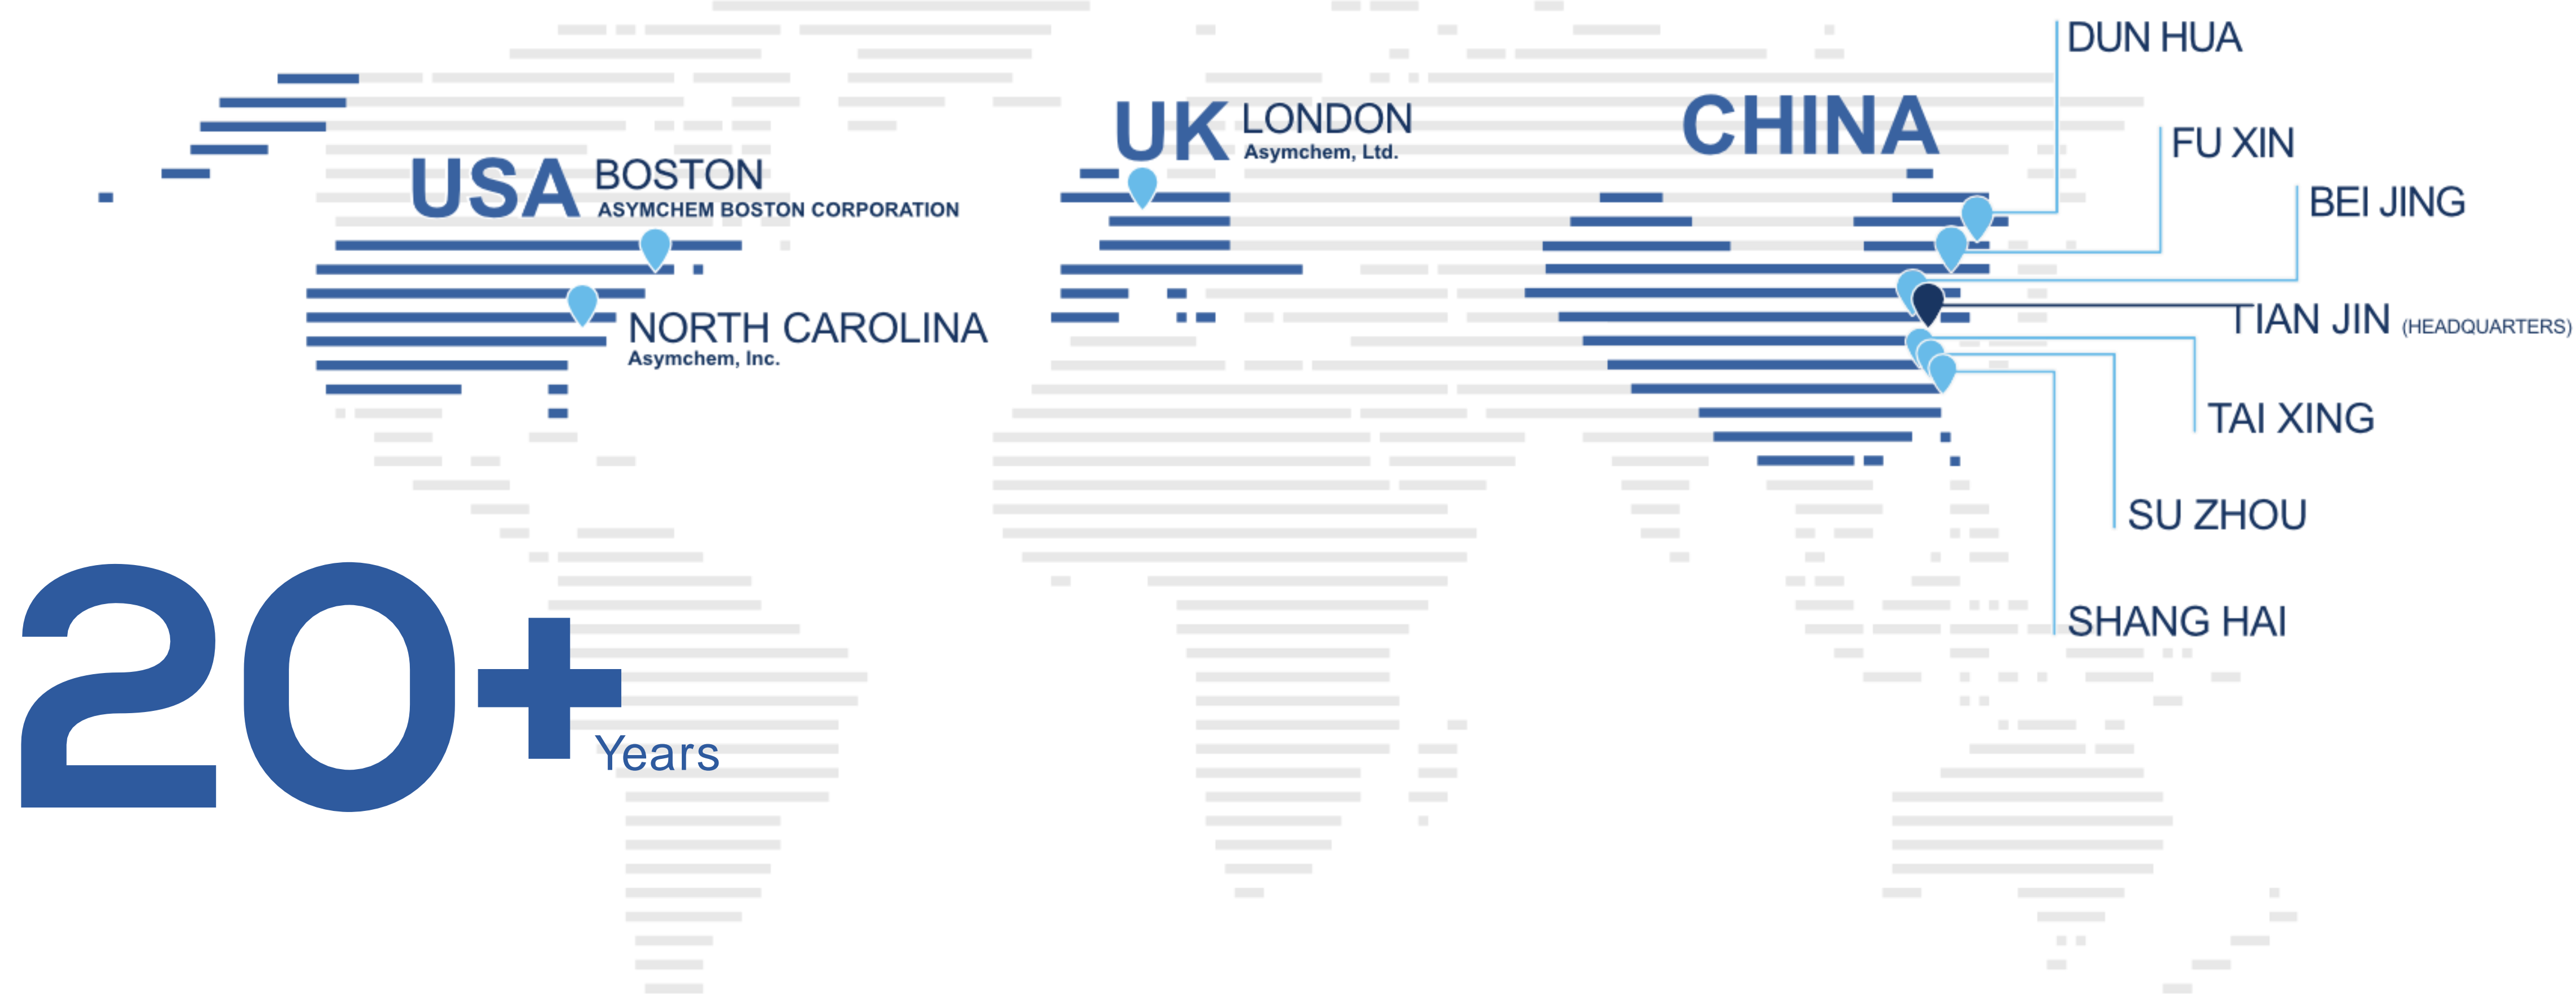 USA
BOSTON
ASYMCHEM BOSTON CORPORATION
NORTH CAROLINA
Asymchem, Inc.
UK
LONDON
Asymchem, Ltd.
CHINA
DUN HUA
FU XIN
BEI JING
TIAN JIN (HEADQUARTERS)
TAI XING
SU ZHOU
SHANG HAI
20+
Years